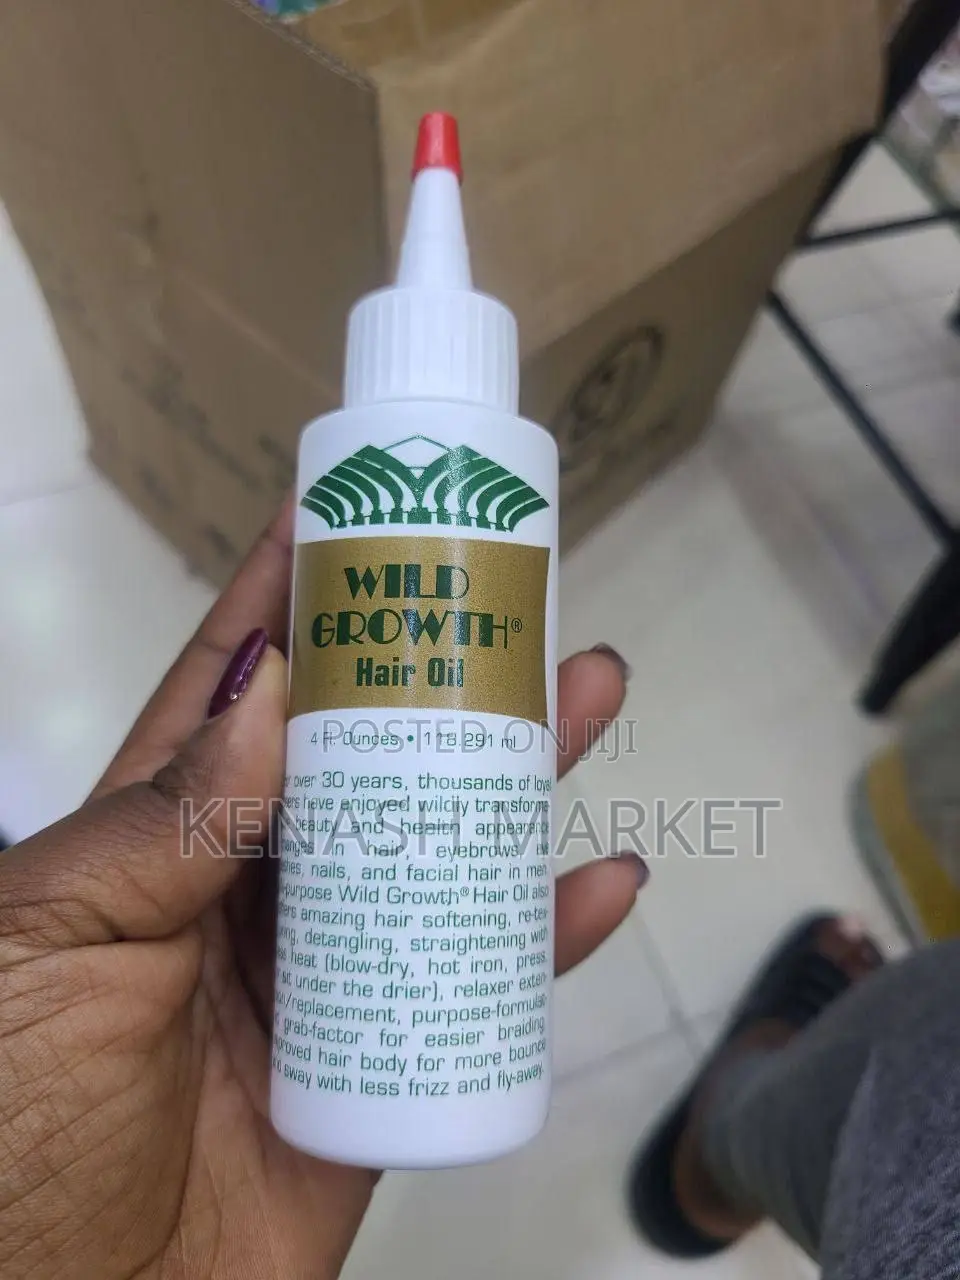 WILD
GROWTH®
Hair Oil
4 Fl. Ounces • 118.291 ml
POSTED ON JIJI
over 30 years, thousands of loyal
have enjoyed wildly
KENASH MARKET
beauty and health
in hair, eyebrows,
nails, and facial hair in men.
-purpose Wild Growth® Hair Oil also
amazing hair softening, re-tex-
detangling, straightening with
heat (blow-dry, hot iron, press,
sit under the drier), relaxer exten-
/replacement, purpose-formulat-
grab-factor for easier braiding,
hair body for more bounce
sway with less frizz and fly-away.